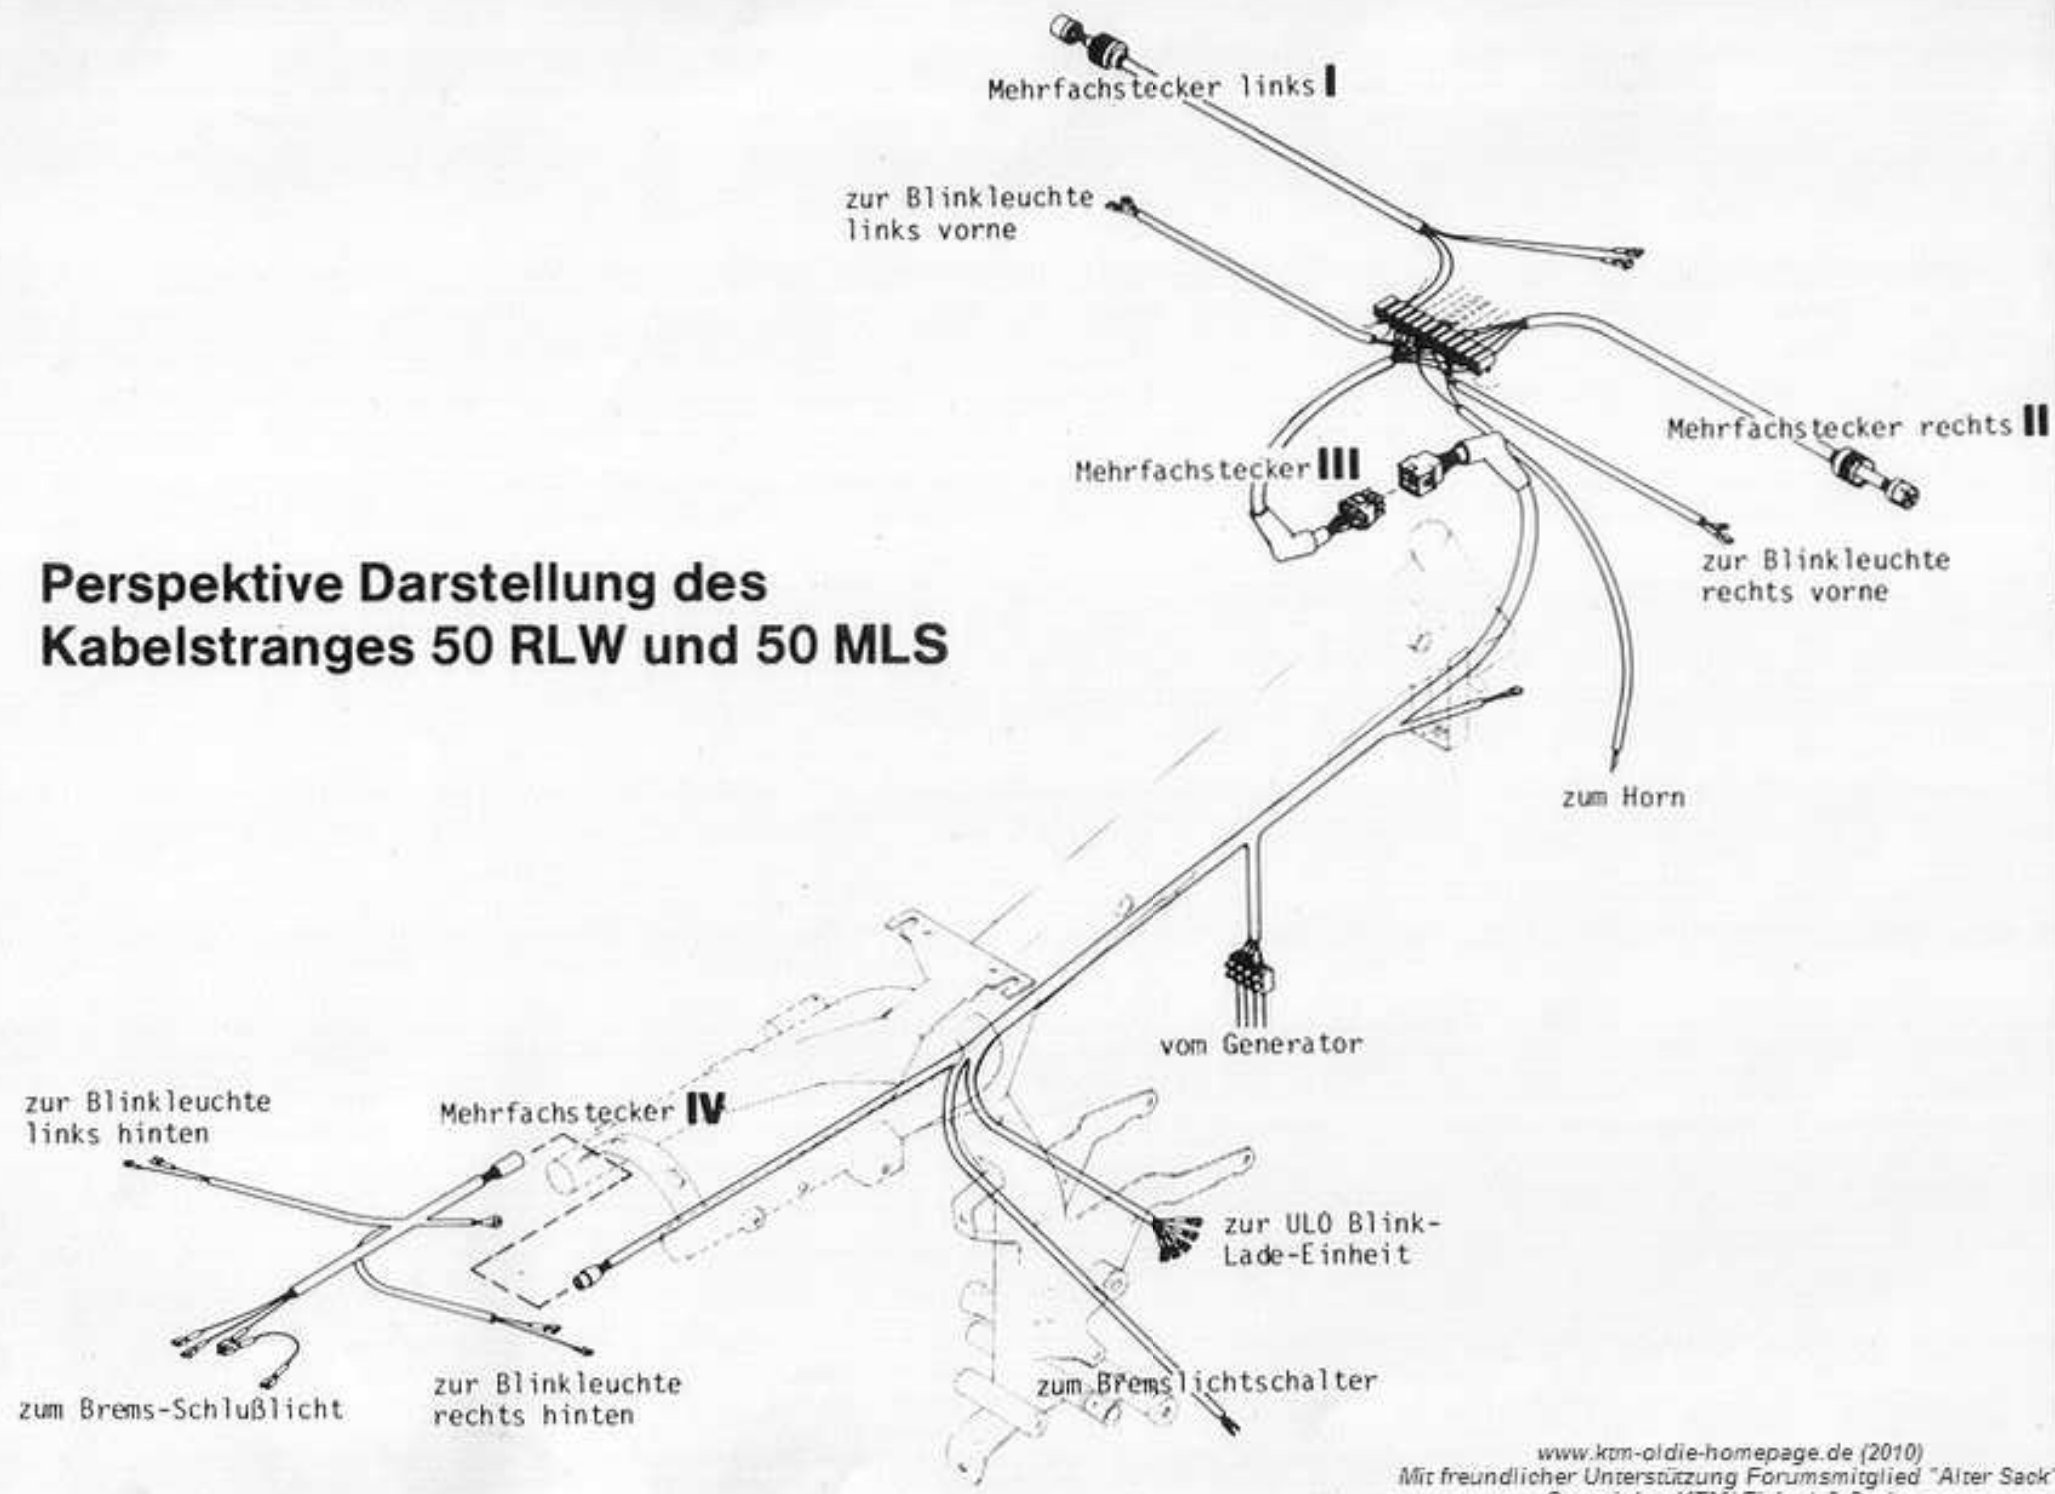 Mehrfachstecker links I
zur Blinkleuchte
links vorne
Mehrfachstecker rechts II
Mehrfachstecker III
zur Blinkleuchte
rechts vorne
Perspektive Darstellung des
Kabelstranges 50 RLW und 50 MLS
zum Horn
vom Generator
zur Blinkleuchte
links hinten
Mehrfachstecker IV
zur ULO Blink-
Lade-Einheit
zur Blinkleuchte
rechts hinten
zum Bremslichtschalter
zum Brems-Schlußlicht
www.ktm-oldie-homepage.de (2010)
Mit freundlicher Unterstützung Forumsmitglied "Alter Sack"